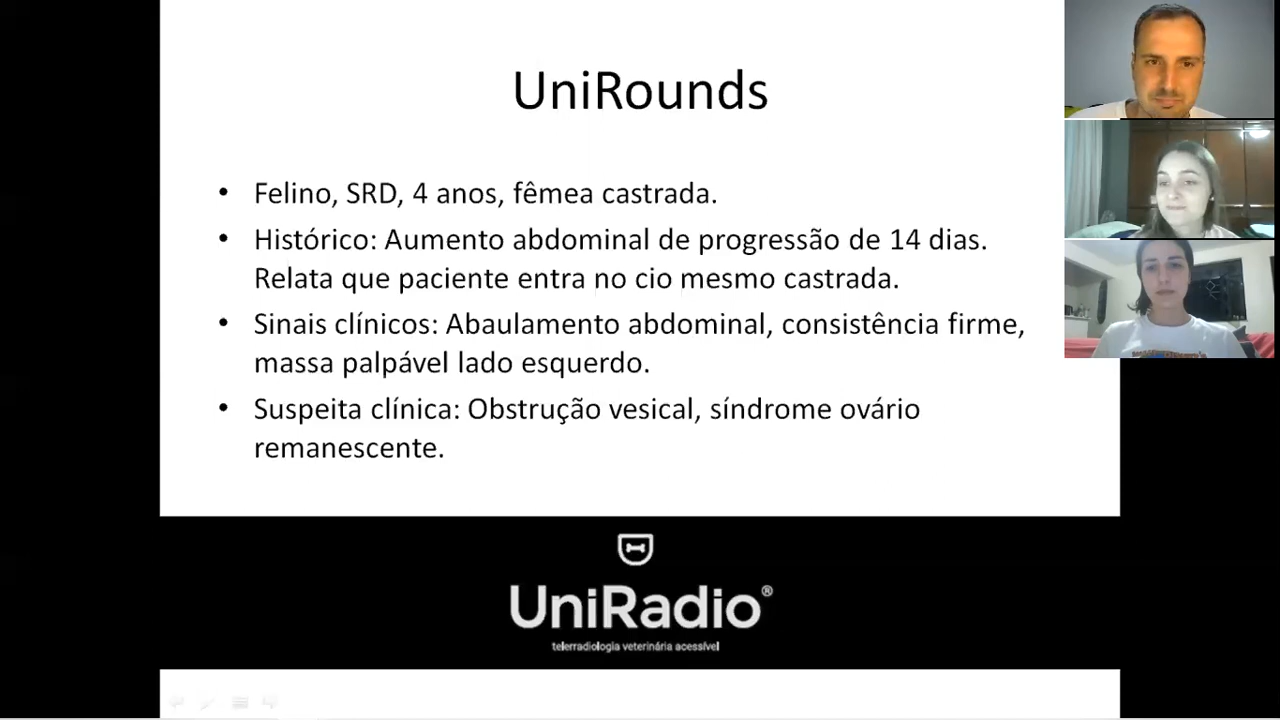 UniRounds
• Felino, SRD, 4 anos, fêmea castrada.
• Histórico: Aumento abdominal de progressão de 14 dias.
Relata que paciente entra no cio mesmo castrada.
• Sinais clínicos: Abaulamento abdominal, consistência firme,
massa palpável lado esquerdo.
• Suspeita clínica: Obstrução vesical, síndrome ovário
remanescente.
UniRadio®
telerradiologia veterinária acessível